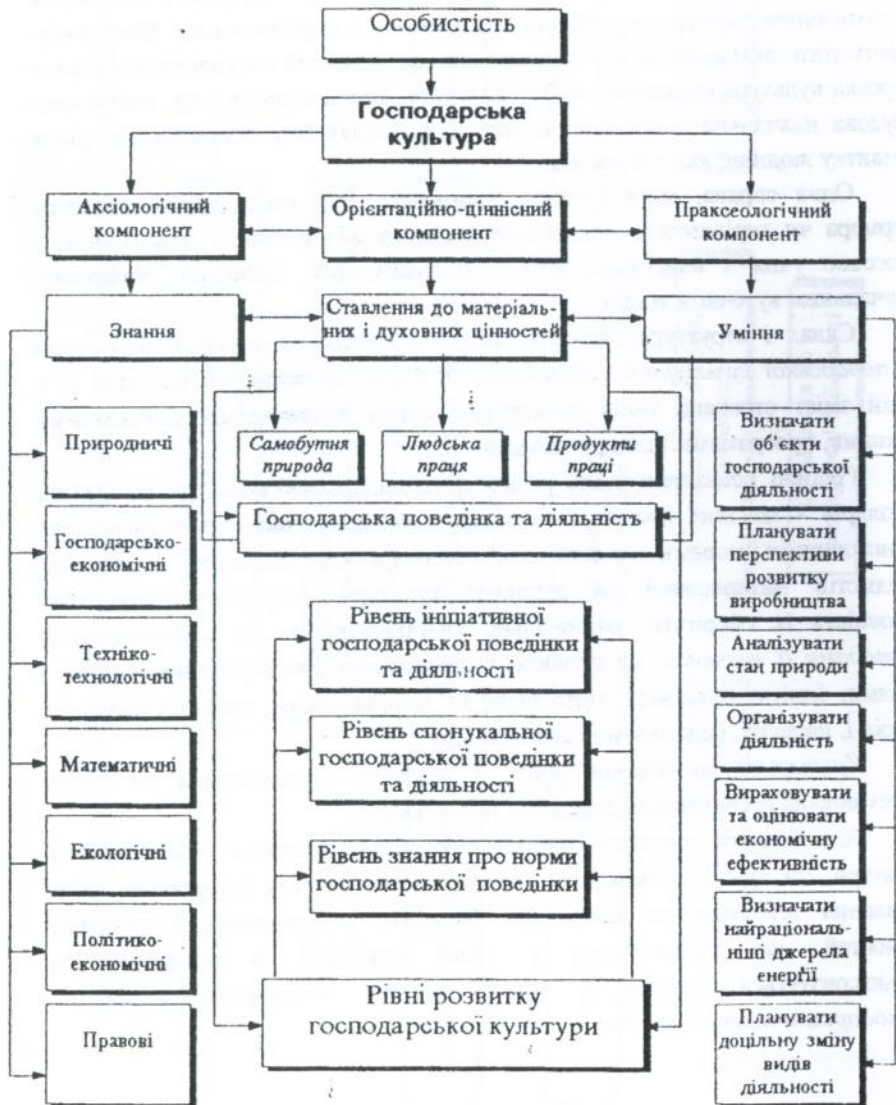 Особистість
Господарська
культура
Аксіологічний
компонент
Орієнтаційно-ціннісний
компонент
Праксеологічний
компонент
Знання
Ставлення до матеріаль-
них і духовних цінностей
Уміння
Природничі
Господарсько-
економічні
Техніко-
технологічні
Математичні
Екологічні
Політико-
економічні
Правові
Самобутня
природа
Людська
праця
Продукти
праці
Господарська поведінка та діяльність
Рівень ініціативної
господарської поведінки
та діяльності
Рівень спонукальної
господарської поведінки
та діяльності
Рівень знання про норми
господарської поведінки
Рівні розвитку
господарської культури
Визначати
об'єкти
господарської
діяльності
Планувати
перспективи
розвитку
виробництва
Аналізувати
стан природи
Організувати
діяльність
Вираховувати
та оцінювати
економічну
ефективність
Визначати
найраціональ-
ніші джерела
енергії
Планувати
доцільну зміну
видів
діяльності